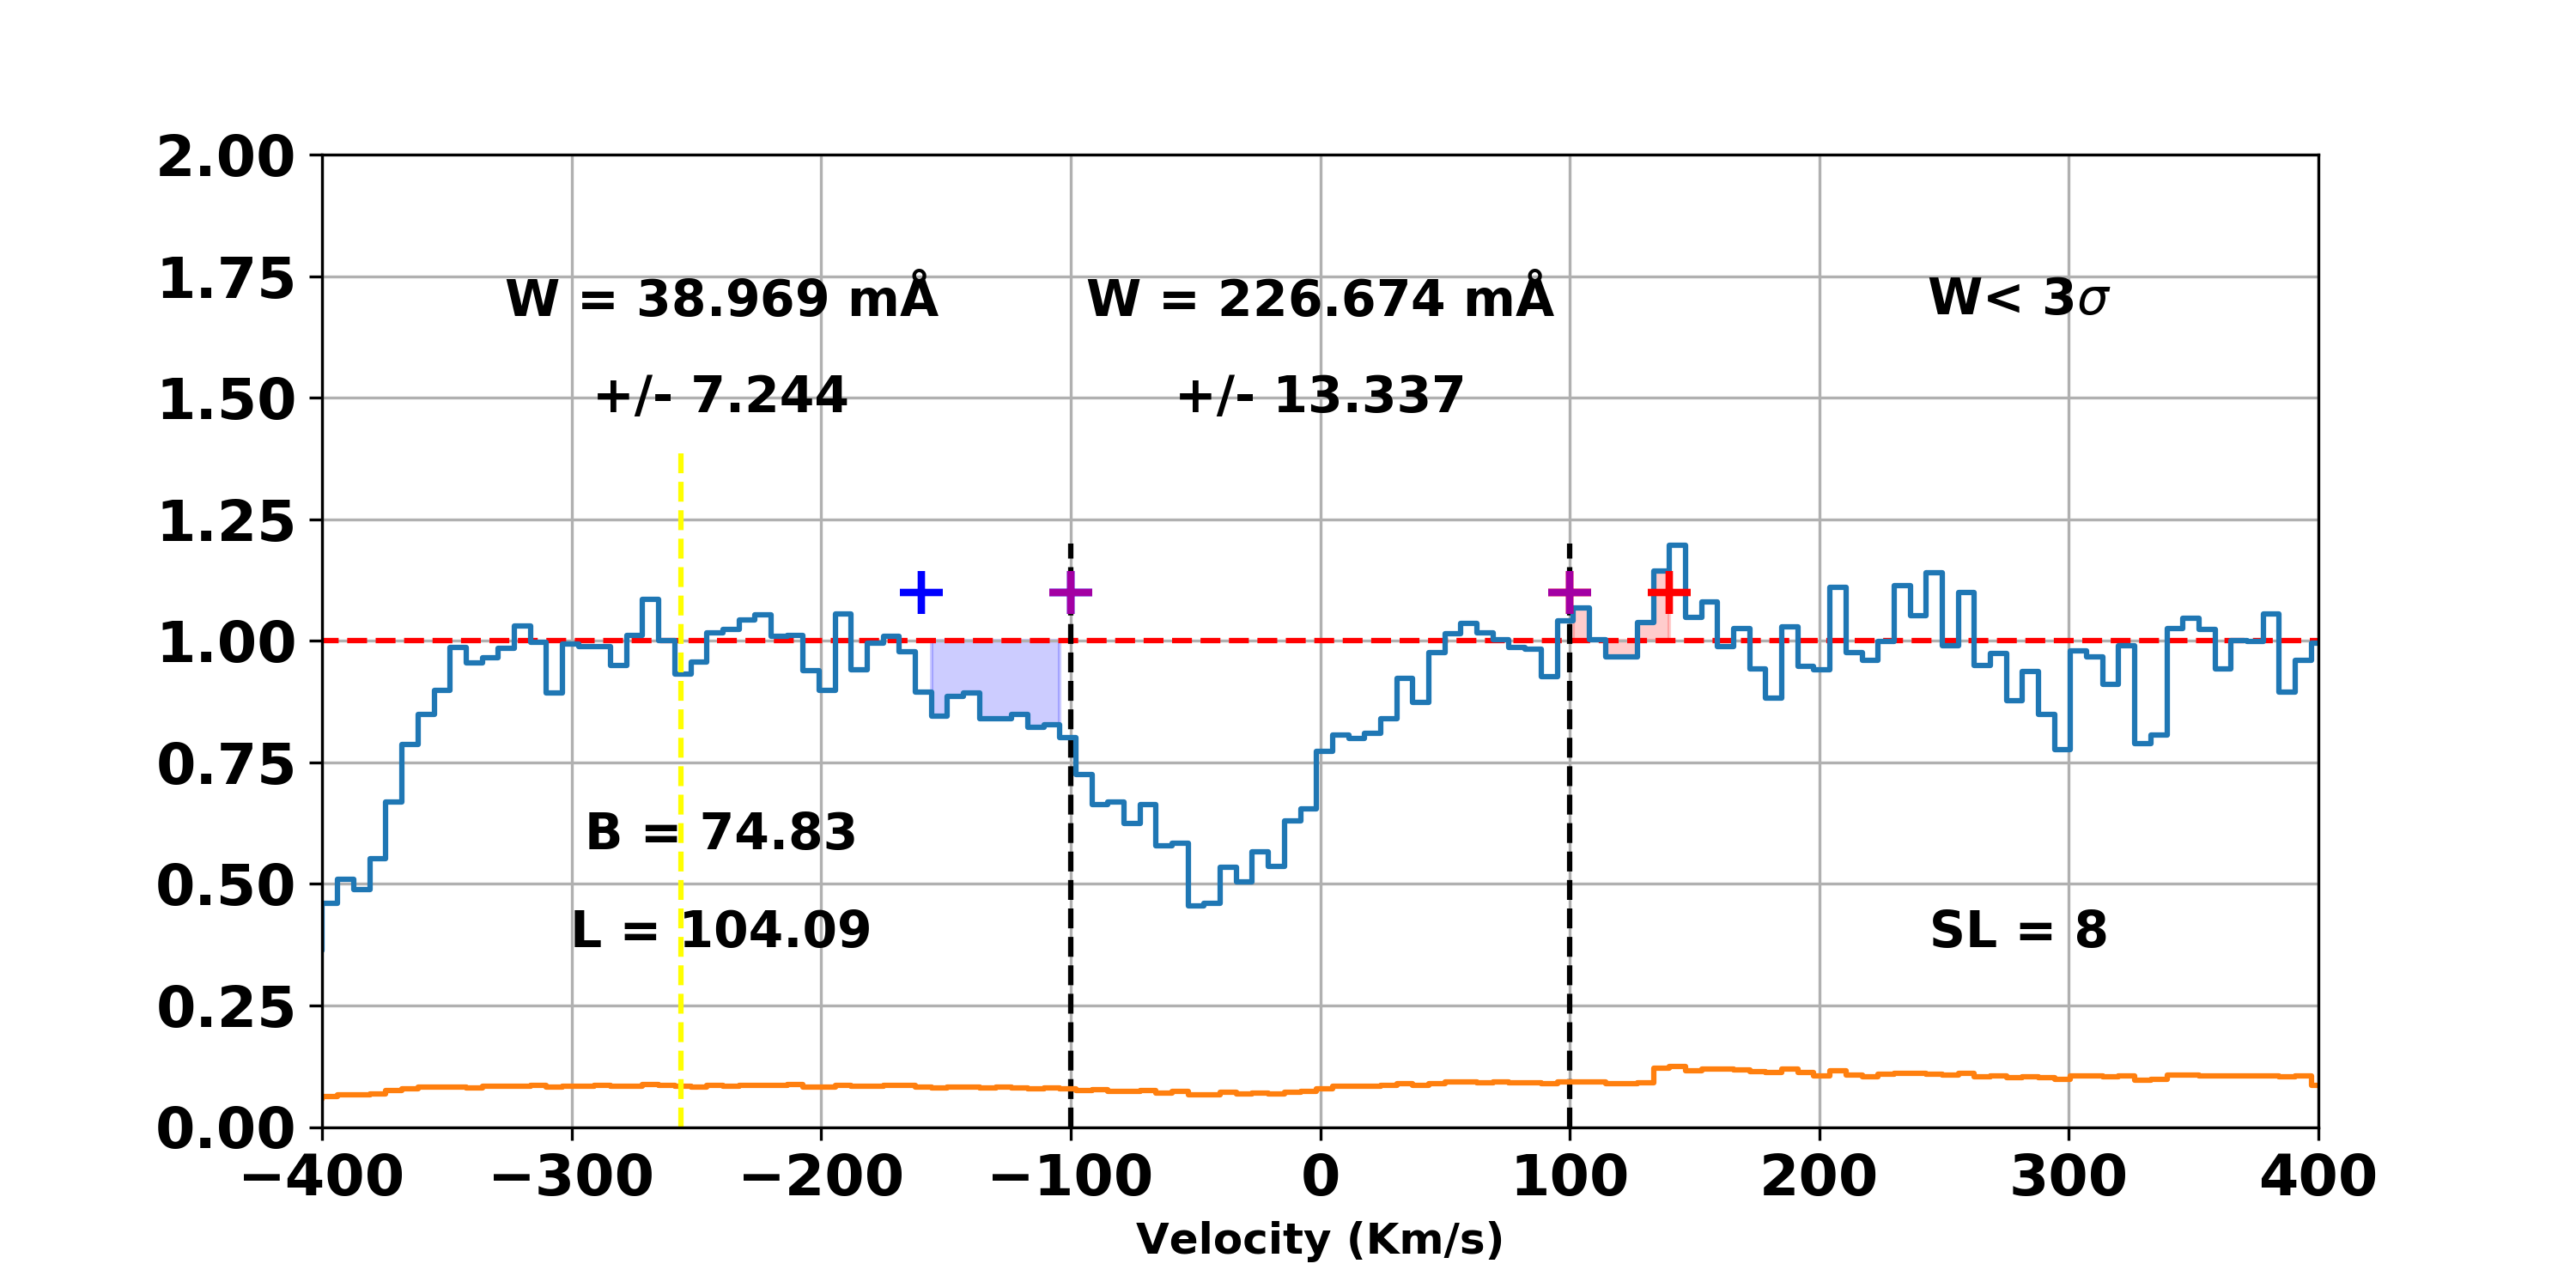 2.00
1.75
W = 38.969 mÅ
W = 226.674 mÅ
W< 3σ
1.50
+/- 7.244
+/- 13.337
1.25
1.00
0.75
B = 74.83
0.50
L = 104.09
SL = 8
0.25
0.00
−400 −300 −200 −100 0 100 200 300 400
Velocity (Km/s)